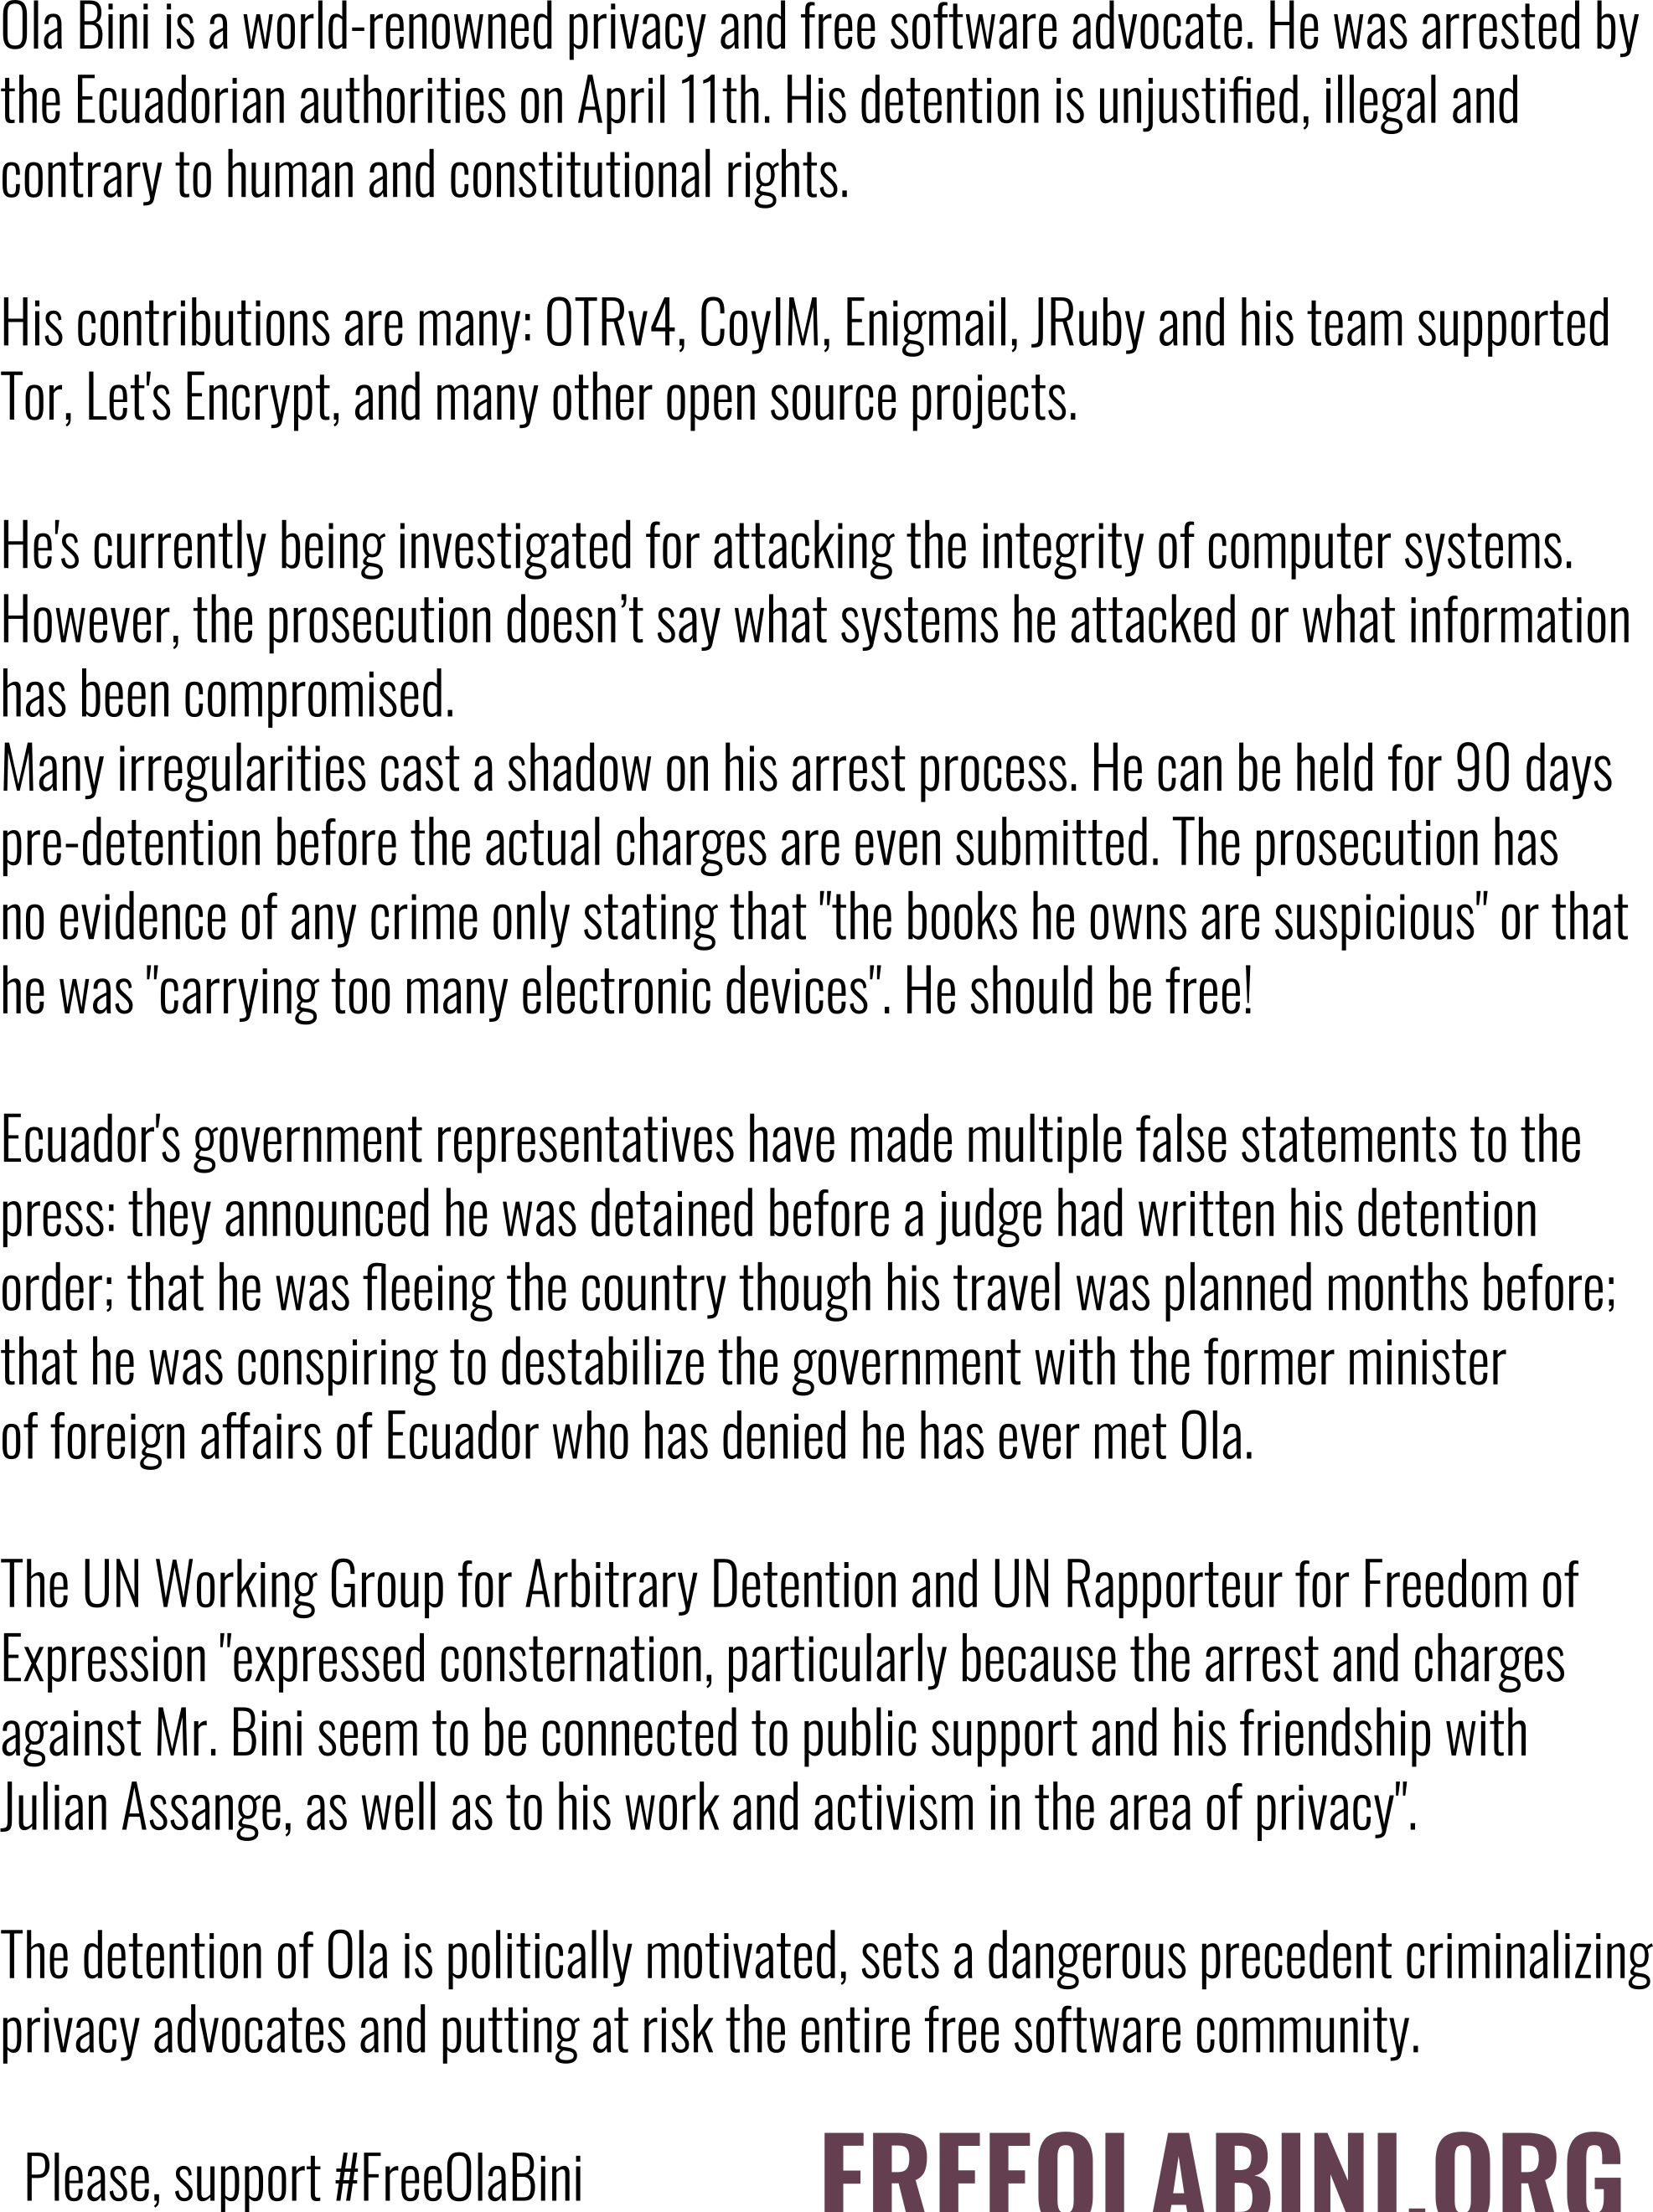 Ola Bini is a world-renowned privacy and free software advocate. He was arrested by
the Ecuadorian authorities on April 11th. His detention is unjustified, illegal and
contrary to human and constitutional rights.
His contributions are many: OTRv4, CoyIM, Enigmail, JRuby and his team supported
Tor, Let's Encrypt, and many other open source projects.
He's currently being investigated for attacking the integrity of computer systems.
However, the prosecution doesn’t say what systems he attacked or what information
has been compromised.
Many irregularities cast a shadow on his arrest process. He can be held for 90 days
pre-detention before the actual charges are even submitted. The prosecution has
no evidence of any crime only stating that "the books he owns are suspicious" or that
he was "carrying too many electronic devices". He should be free!
Ecuador's government representatives have made multiple false statements to the
press: they announced he was detained before a judge had written his detention
order; that he was fleeing the country though his travel was planned months before;
that he was conspiring to destabilize the government with the former minister
of foreign affairs of Ecuador who has denied he has ever met Ola.
The UN Working Group for Arbitrary Detention and UN Rapporteur for Freedom of
Expression "expressed consternation, particularly because the arrest and charges
against Mr. Bini seem to be connected to public support and his friendship with
Julian Assange, as well as to his work and activism in the area of privacy".
The detention of Ola is politically motivated, sets a dangerous precedent criminalizing
privacy advocates and putting at risk the entire free software community.
Please, support #FreeOlaBini
FREEOLABINI.ORG